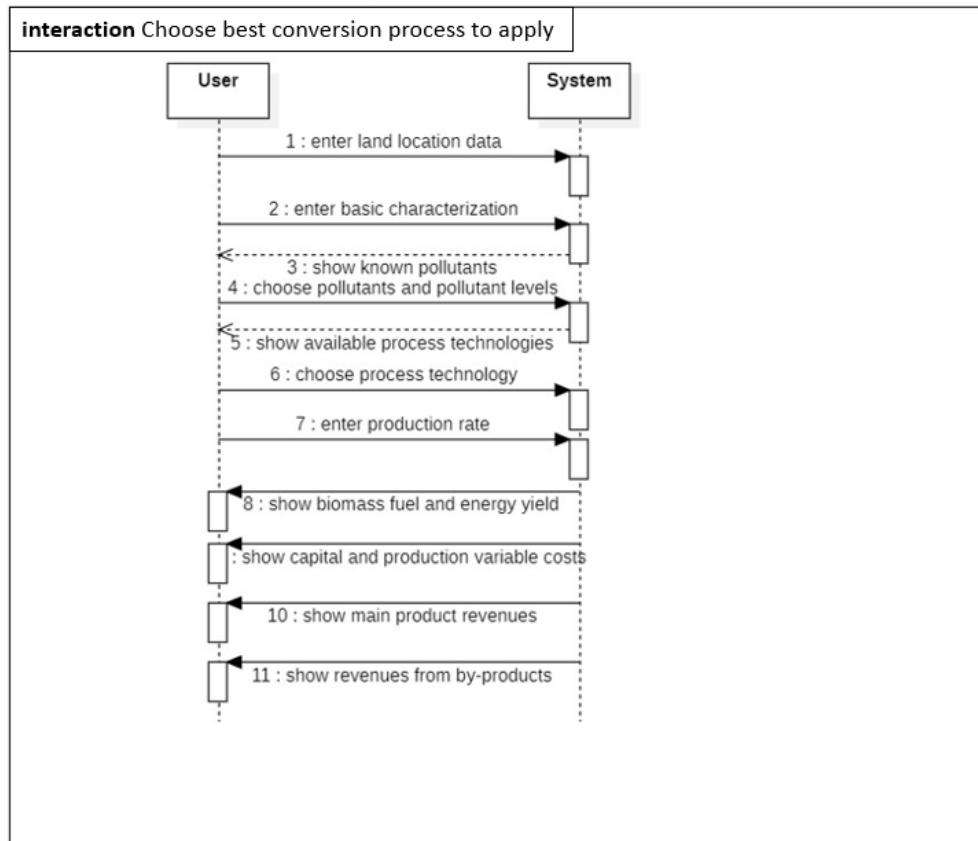 interaction Choose best conversion process to apply
User
System
1 : enter land location data
2 : enter basic characterization
3 : show known pollutants
4 : choose pollutants and pollutant levels
5 : show available process technologies
6 : choose process technology
7 : enter production rate
8 : show biomass fuel and energy yield
: show capital and production variable costs
10 : show main product revenues
11 : show revenues from by-products